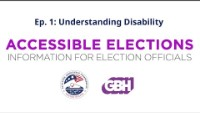 Ep. 1: Understanding Disability
ACCESSIBLE ELECTIONS
INFORMATION FOR ELECTION OFFICIALS
GBH